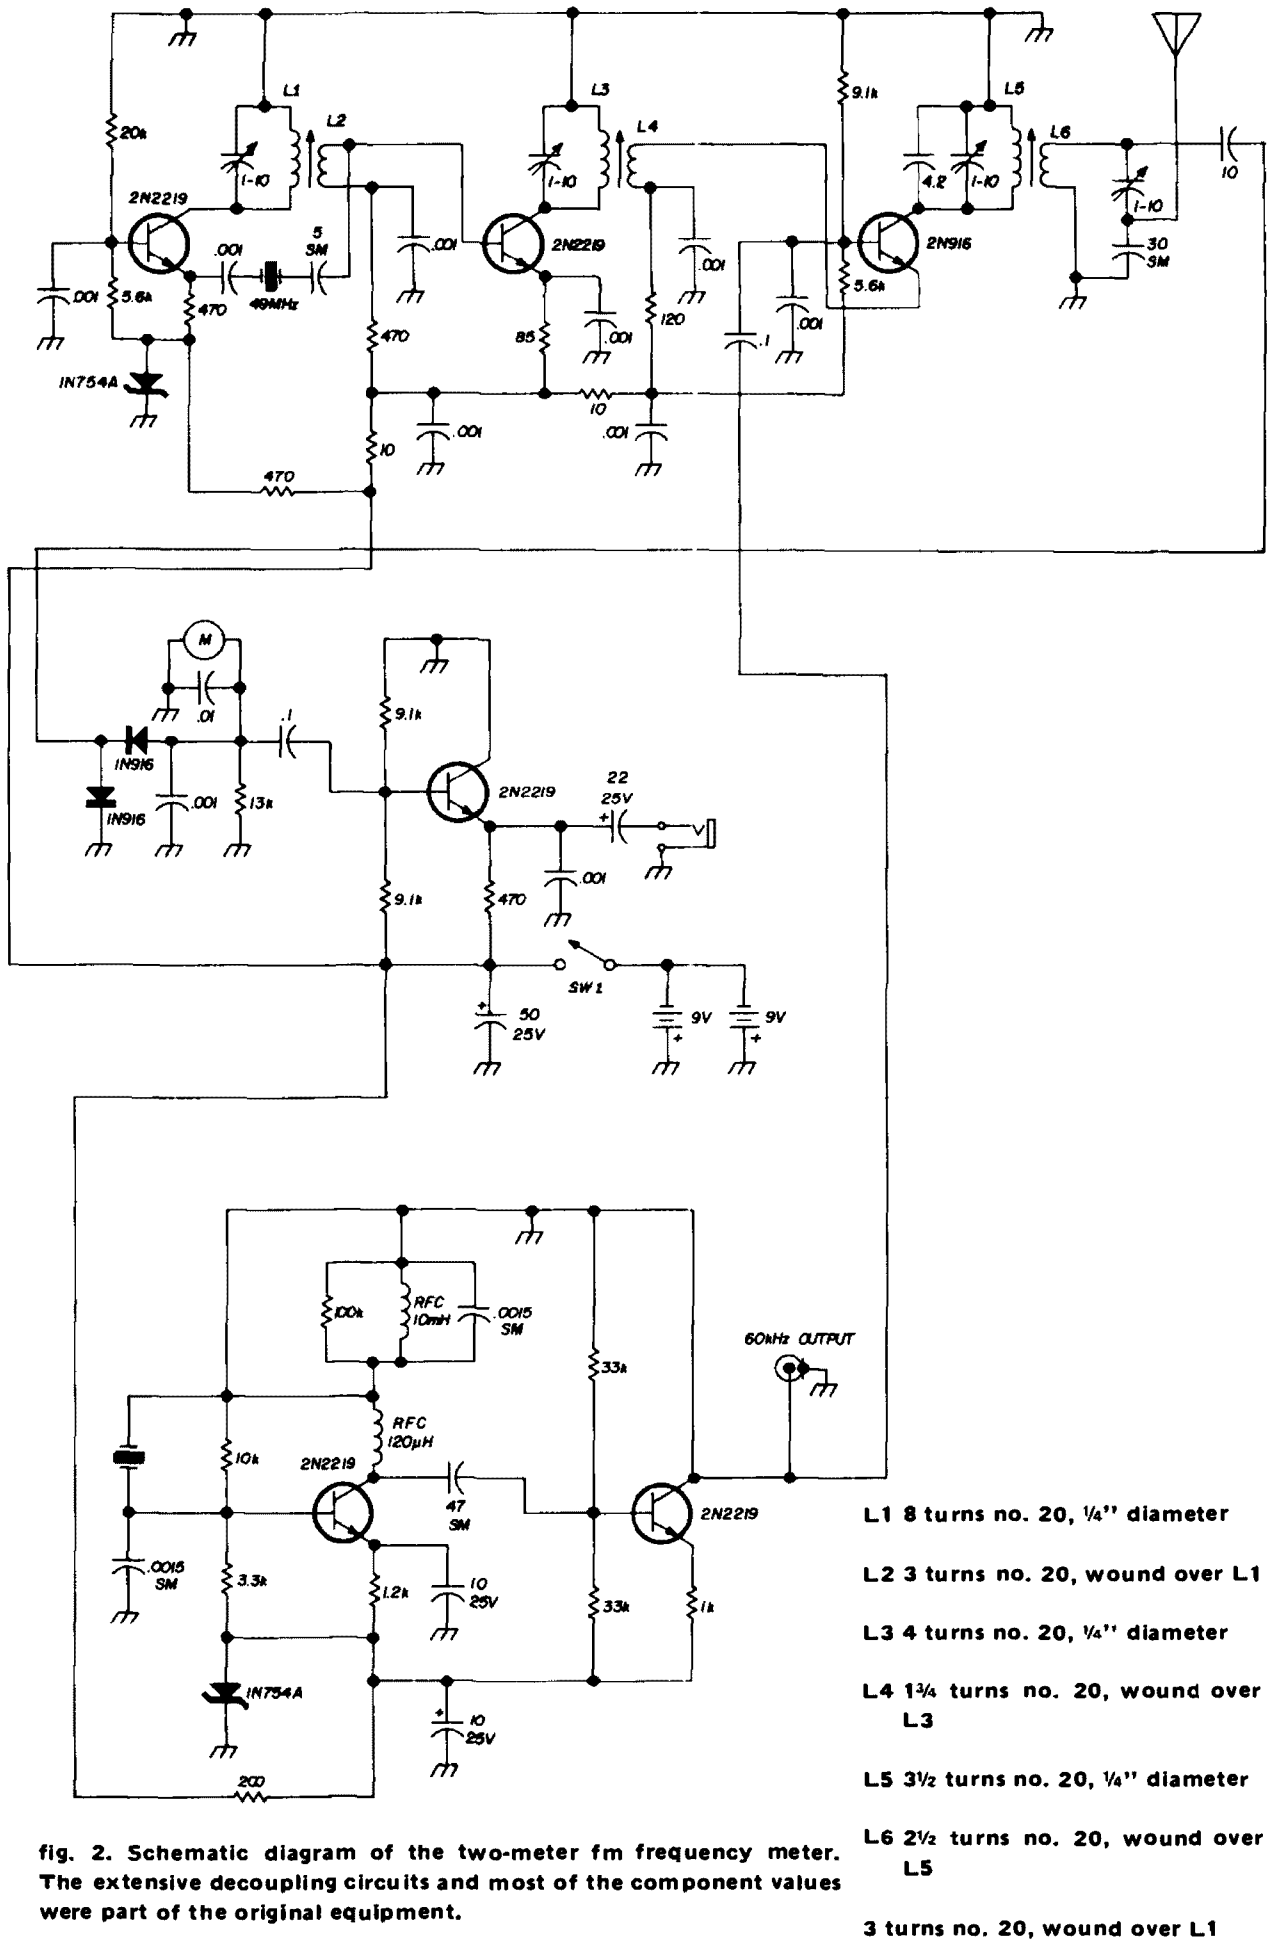 L1
L2
L3
L4
L5
L6
20k
1-10
2N2219
.001
5
SM
.001
49MHz
5.6k
470
1N754A
470
.001
470
10
.001
1-10
2N2219
85
.001
10
.001
120
.001
9.1k
4.2
1-10
2N916
5.6k
.001
.1
1-10
30
SM
10
M
.01
.1
1N916
1N916
.001
13k
9.1k
2N2219
22
25V
+
9.1k
470
.001
SW1
+
50
25V
9V
+
9V
+
100k
RFC
10mH
.0015
SM
33k
60kHz OUTPUT
RFC
120μH
10k
2N2219
47
SM
2N2219
.0015
SM
3.3k
1.2k
10
25V
33k
1k
1N754A
+
10
25V
200
L1 8 turns no. 20, ¼" diameter
L2 3 turns no. 20, wound over L1
L3 4 turns no. 20, ¼" diameter
L4 1¾ turns no. 20, wound over
L3
L5 3½ turns no. 20, ¼" diameter
L6 2½ turns no. 20, wound over
L5
3 turns no. 20, wound over L1
fig. 2. Schematic diagram of the two-meter fm frequency meter.
The extensive decoupling circuits and most of the component values
were part of the original equipment.